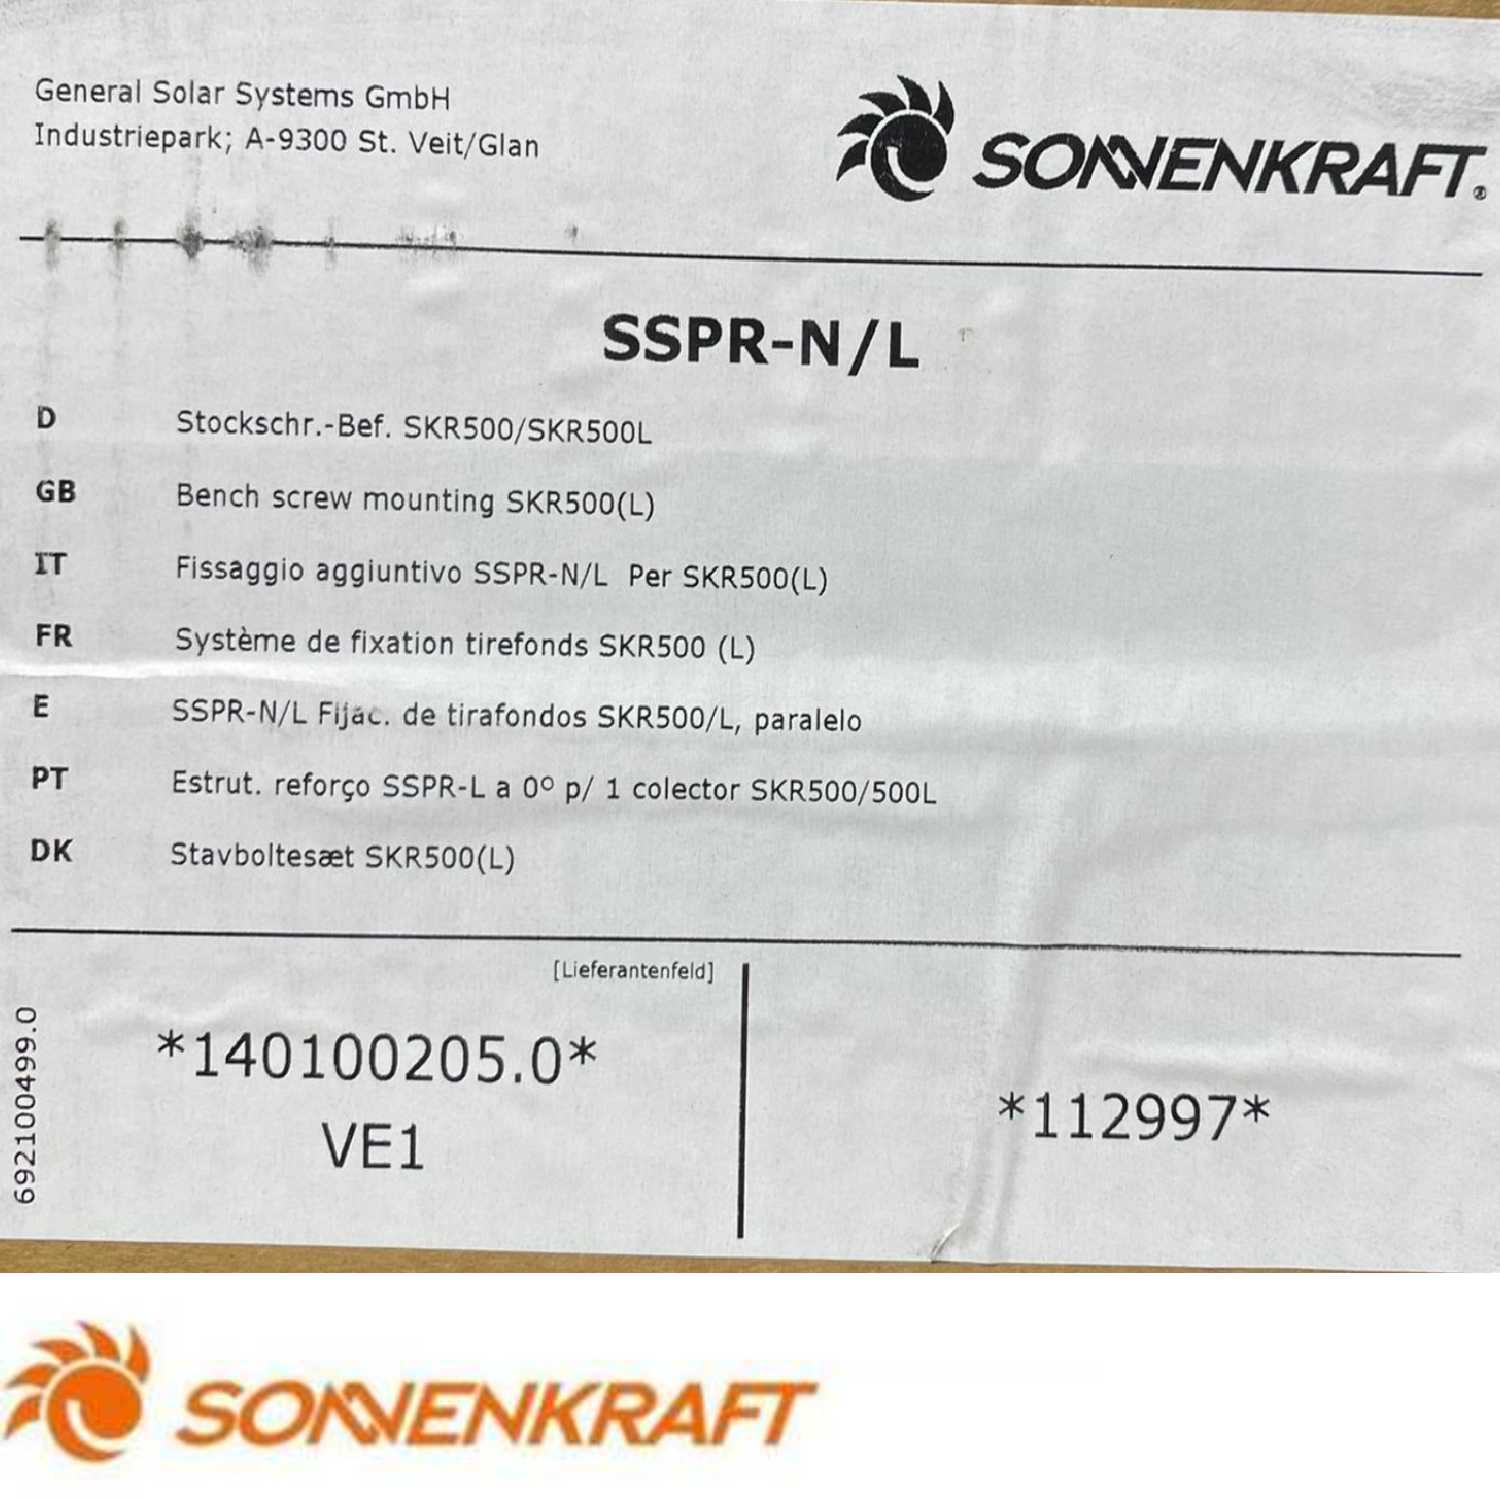 General Solar Systems GmbH
Industriepark; A-9300 St. Veit/Glan
SONNENKRAFT®
SSPR-N/L
D Stockschr.-Bef. SKR500/SKR500L
GB Bench screw mounting SKR500(L)
IT Fissaggio aggiuntivo SSPR-N/L Per SKR500(L)
FR Système de fixation tirefonds SKR500 (L)
E SSPR-N/L Fijac. de tirafondos SKR500/L, paralelo
PT Estrut. reforço SSPR-L a 0º p/ 1 colector SKR500/500L
DK Stavboltesæt SKR500(L)
[Lieferantenfeld]
692100499.0
*140100205.0*
VE1
*112997*
SONNENKRAFT